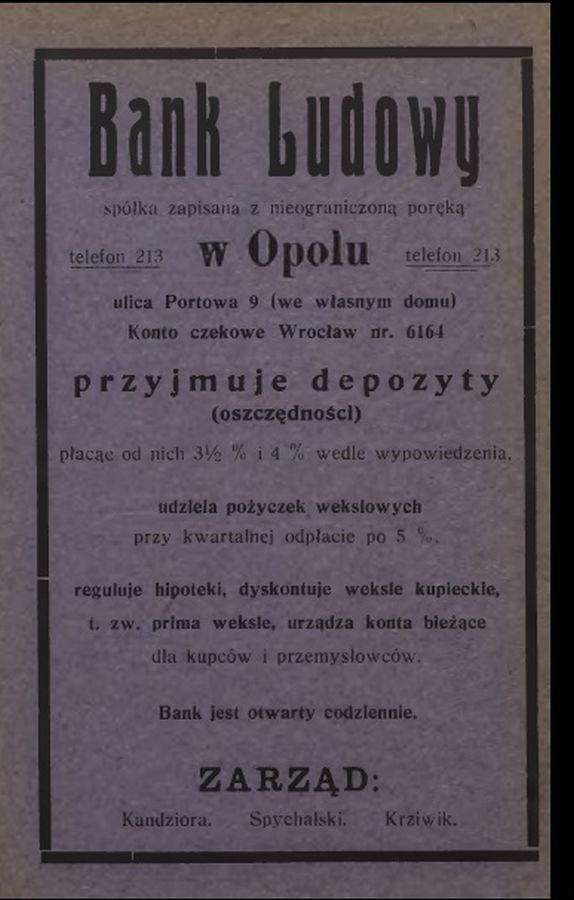 Bank Ludowy
spółka zapisana z nieograniczoną poręką
telefon 213 w Opolu telefon 213
ulica Portowa 9 (we własnym domu)
Konto czekowe Wrocław nr. 6164
przyjmuje depozyty
(oszczędności)
płacąc od nich 3½ % i 4 % wedle wypowiedzenia.
udziela pożyczek wekslowych
przy kwartalnej odpłacie po 5 %.
reguluje hipoteki, dyskontuje weksle kupieckie,
t. zw. prima weksle, urządza konta bieżące
dla kupców i przemysłowców.
Bank jest otwarty codziennie.
ZARZĄD:
Kandziora. Spychalski. Krziwik.